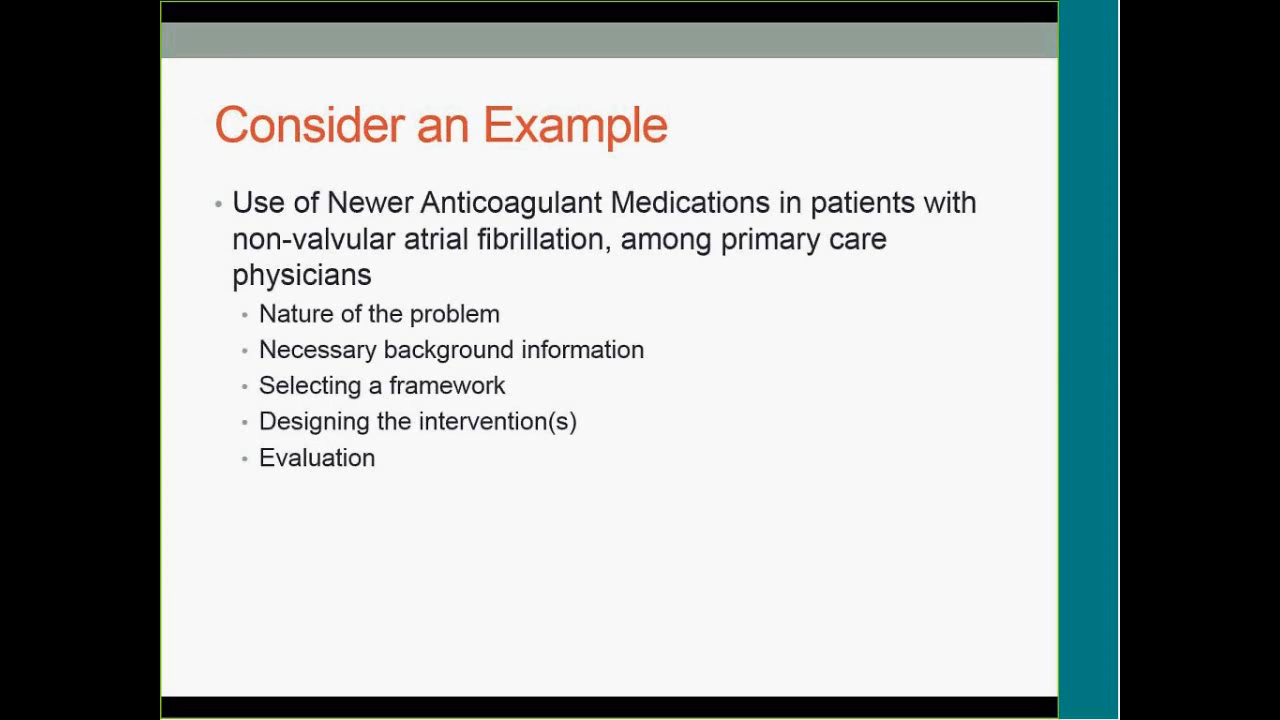 Consider an Example
• Use of Newer Anticoagulant Medications in patients with
non-valvular atrial fibrillation, among primary care
physicians
• Nature of the problem
• Necessary background information
• Selecting a framework
• Designing the intervention(s)
• Evaluation